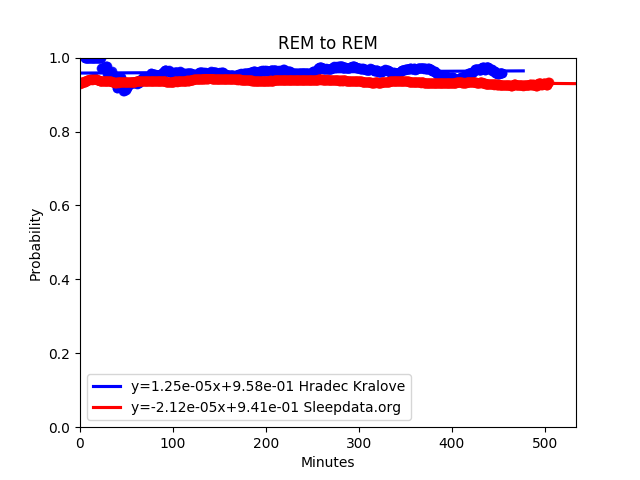 REM to REM
1.0
0.8
0.6
0.4
0.2
0.0
Probability
y=1.25e-05x+9.58e-01 Hradec Kralove
y=-2.12e-05x+9.41e-01 Sleepdata.org
0 100 200 300 400 500
Minutes